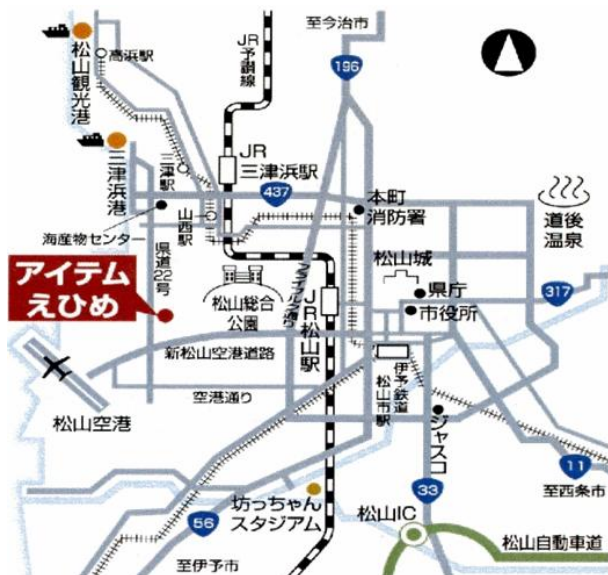 至今治市
JR予讃線
196
松山観光港
高浜駅
三津浜港
三津駅
JR
三津浜駅
437
本町
消防署
道後
温泉
海産物センター
山西駅
県道22号
松山城
県庁
市役所
317
アイテム
えひめ
松山総合
公園
JR松山駅
新松山空港道路
伊予鉄道
松山市駅
空港通り
松山空港
ジャスコ
11
至西条市
坊っちゃん
スタジアム
33
56
松山IC
松山自動車道
至伊予市